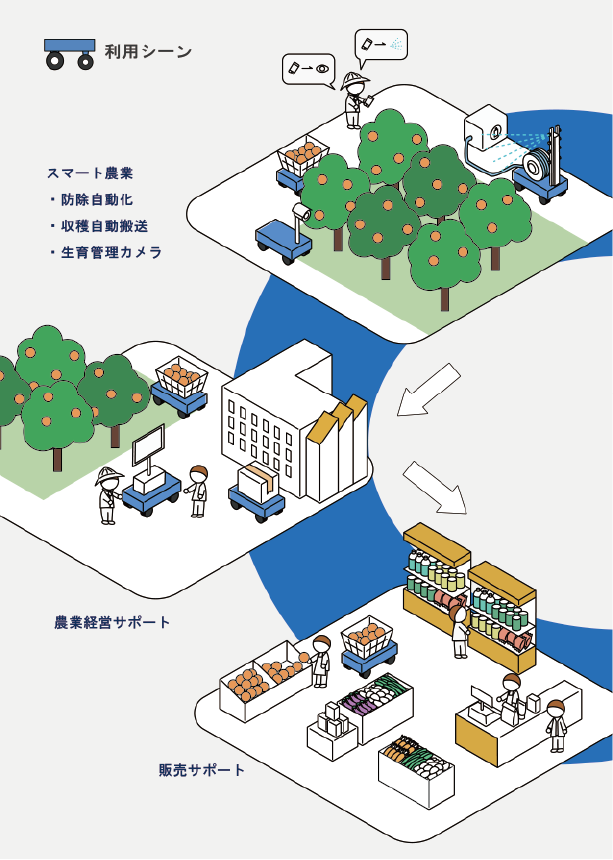 利用シーン
スマート農業
・防除自動化
・収穫自動搬送
・生育管理カメラ
農業経営サポート
販売サポート